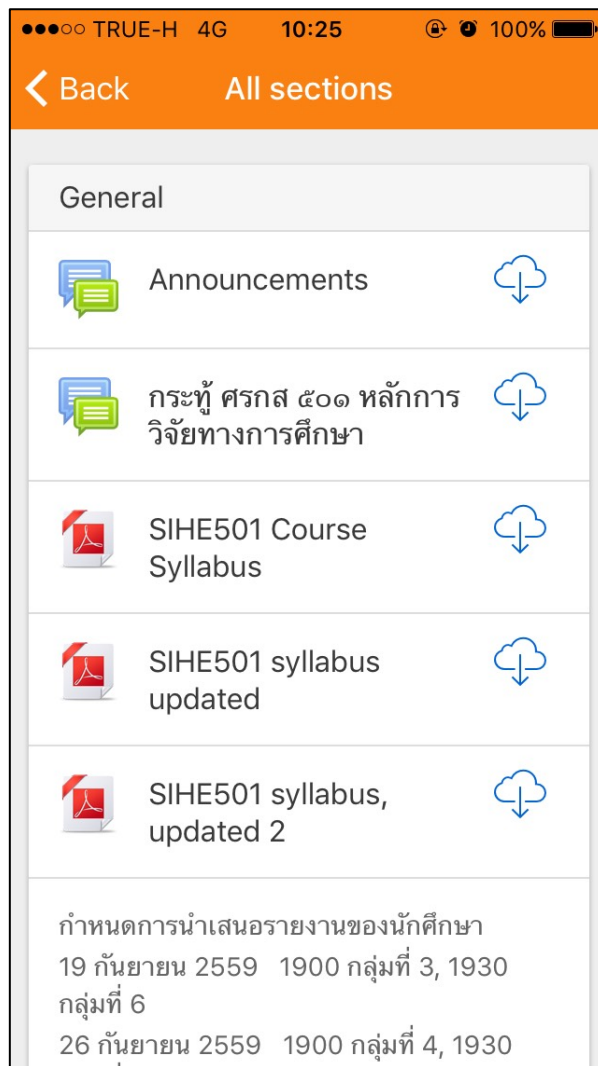 TRUE-H 4G 10:25 100%
Back All sections
General
Announcements
กระทู้ ศรกส ๕๐๑ หลักการ
วิจัยทางการศึกษา
SIHE501 Course
Syllabus
SIHE501 syllabus
updated
SIHE501 syllabus,
updated 2
กำหนดการนำเสนอรายงานของนักศึกษา
19 กันยายน 2559 1900 กลุ่มที่ 3, 1930
กลุ่มที่ 6
26 กันยายน 2559 1900 กลุ่มที่ 4, 1930